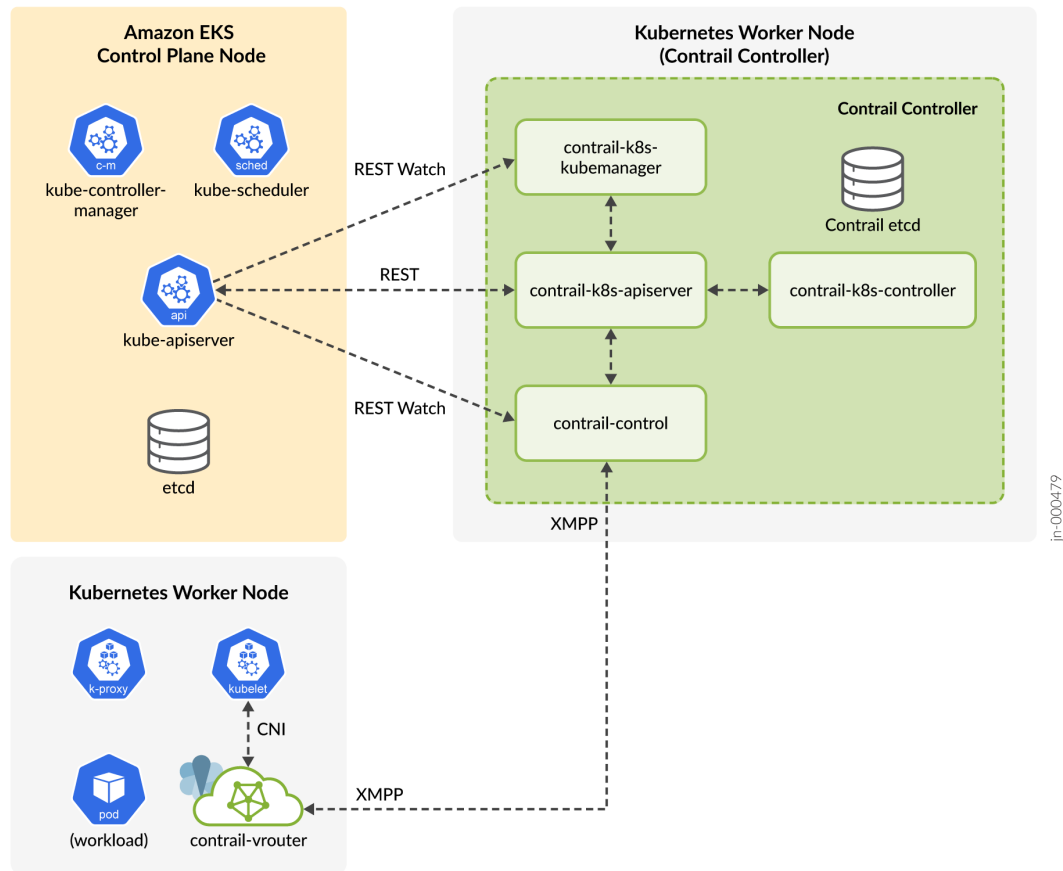 Amazon EKS
Control Plane Node
c-m
kube-controller-
manager
sched
kube-scheduler
api
kube-apiserver
etcd
REST Watch
REST
REST Watch
Kubernetes Worker Node
(Contrail Controller)
Contrail Controller
contrail-k8s-
kubemanager
Contrail etcd
contrail-k8s-apiserver
contrail-k8s-controller
contrail-control
XMPP
jn-000479
Kubernetes Worker Node
k-proxy
kubelet
CNI
pod
(workload)
contrail-vrouter
XMPP